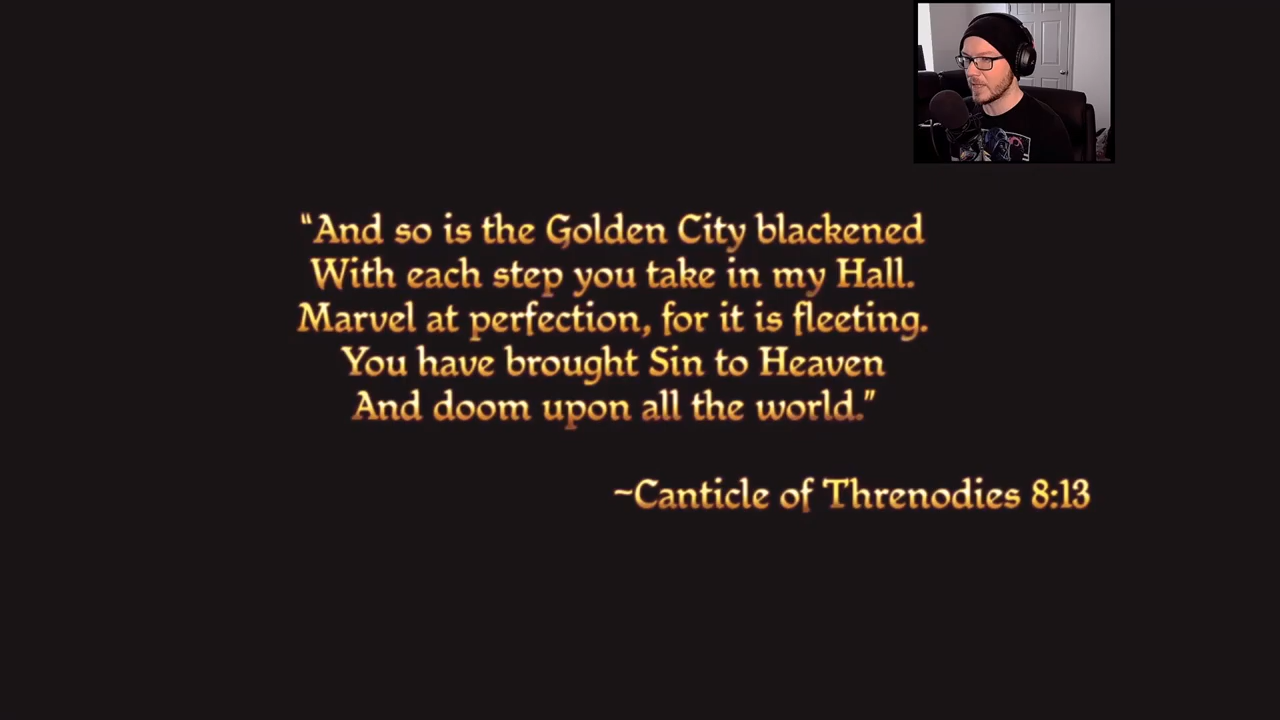 “And so is the Golden City blackened
With each step you take in my Hall.
Marvel at perfection, for it is fleeting.
You have brought Sin to Heaven
And doom upon all the world.”
~Canticle of Threnodies 8:13